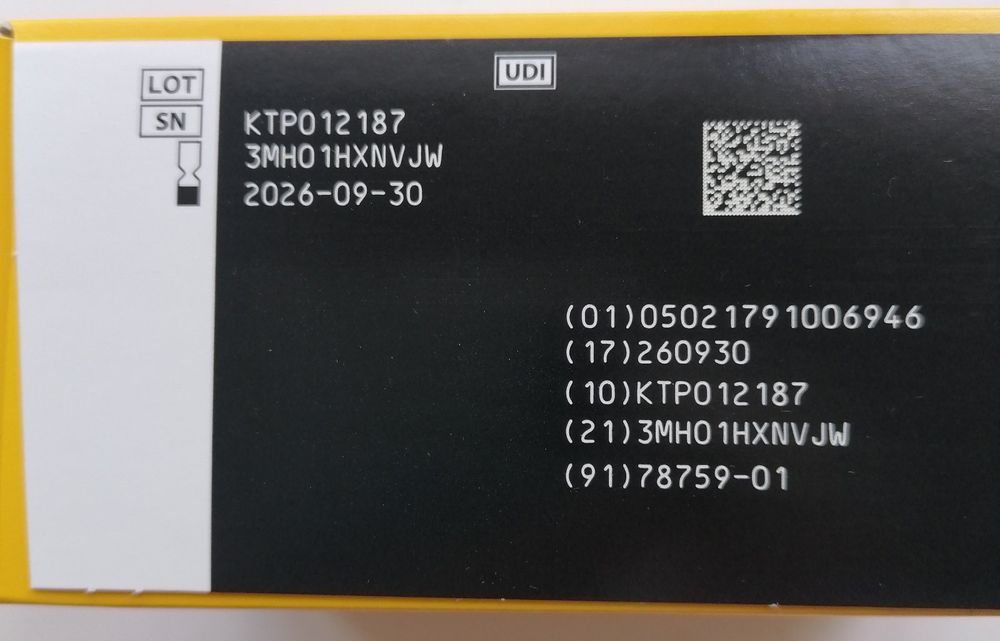 UDI
LOT
SN
KTP012187
3MH01HXNVJW
2026-09-30
(01)05021791006946
(17)260930
(10)KTP012187
(21)3MH01HXNVJW
(91)78759-01